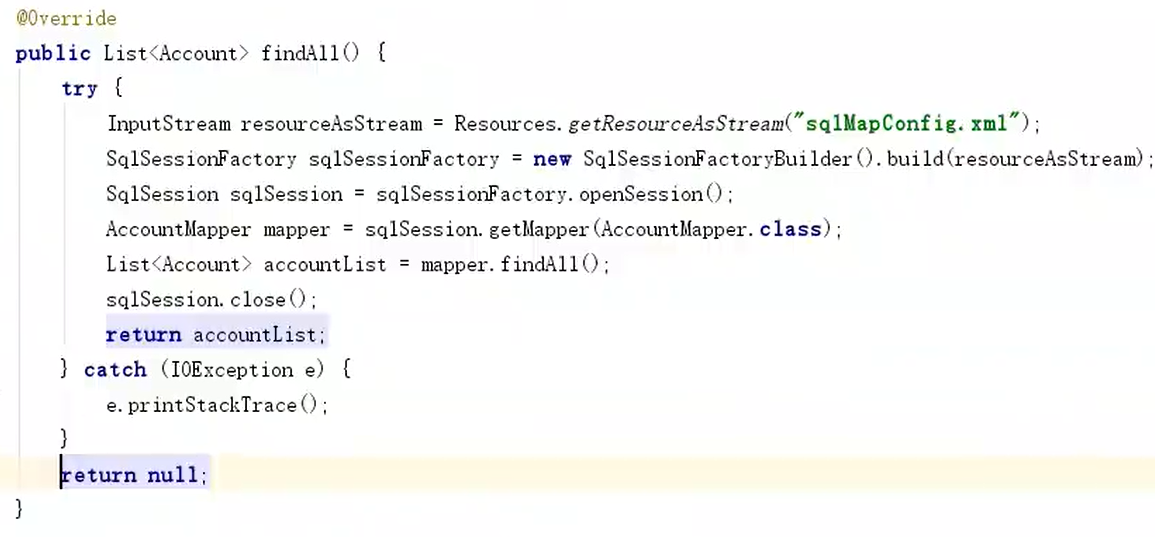 @Override
public List<Account> findAll() {
try {
InputStream resourceAsStream = Resources.getResourceAsStream("sqlMapConfig.xml");
SqlSessionFactory sqlSessionFactory = new SqlSessionFactoryBuilder().build(resourceAsStream);
SqlSession sqlSession = sqlSessionFactory.openSession();
AccountMapper mapper = sqlSession.getMapper(AccountMapper.class);
List<Account> accountList = mapper.findAll();
sqlSession.close();
return accountList;
} catch (IOException e) {
e.printStackTrace();
}
return null;
}